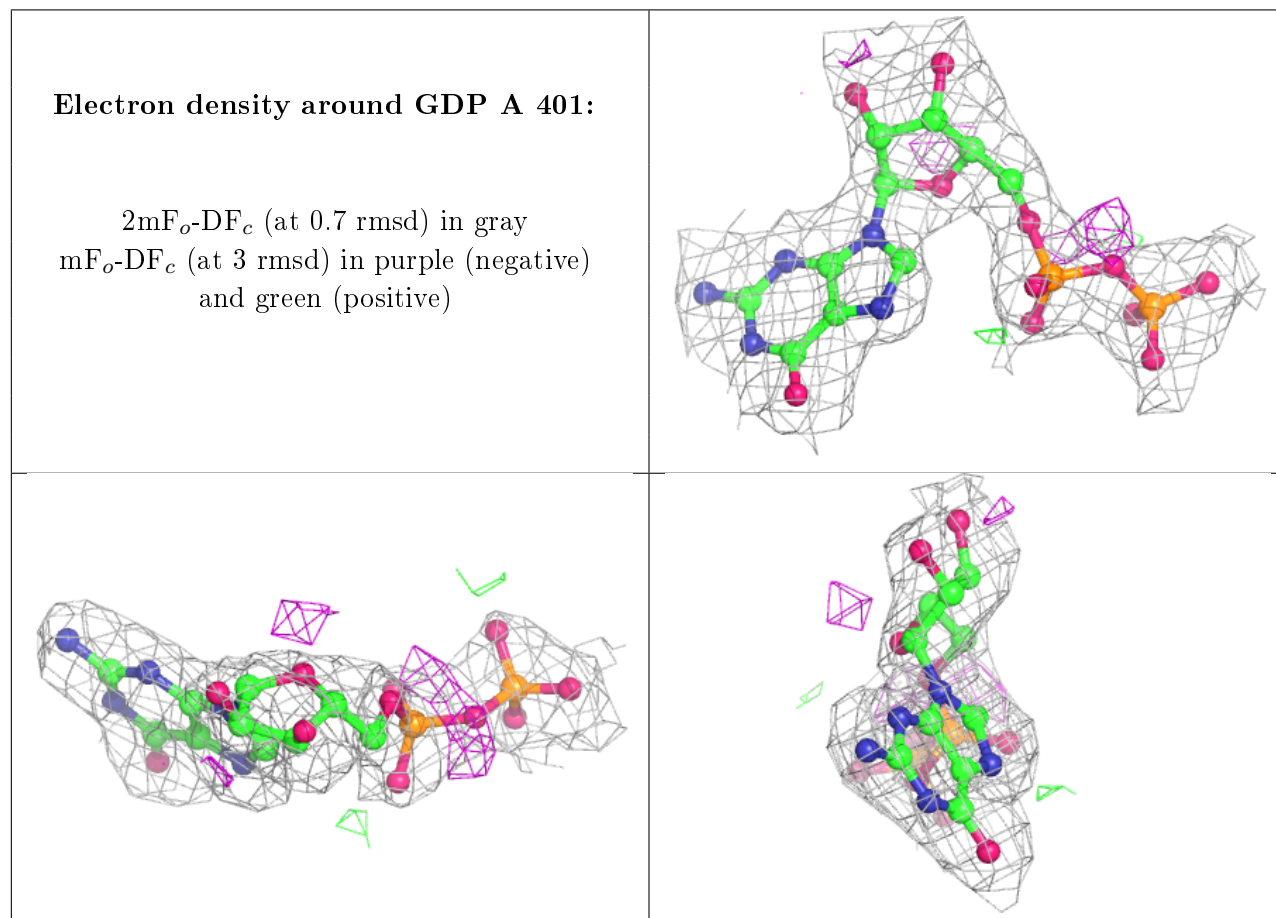 Electron density around GDP A 401:
2mFo-DFc (at 0.7 rmsd) in gray
mFo-DFc (at 3 rmsd) in purple (negative)
and green (positive)